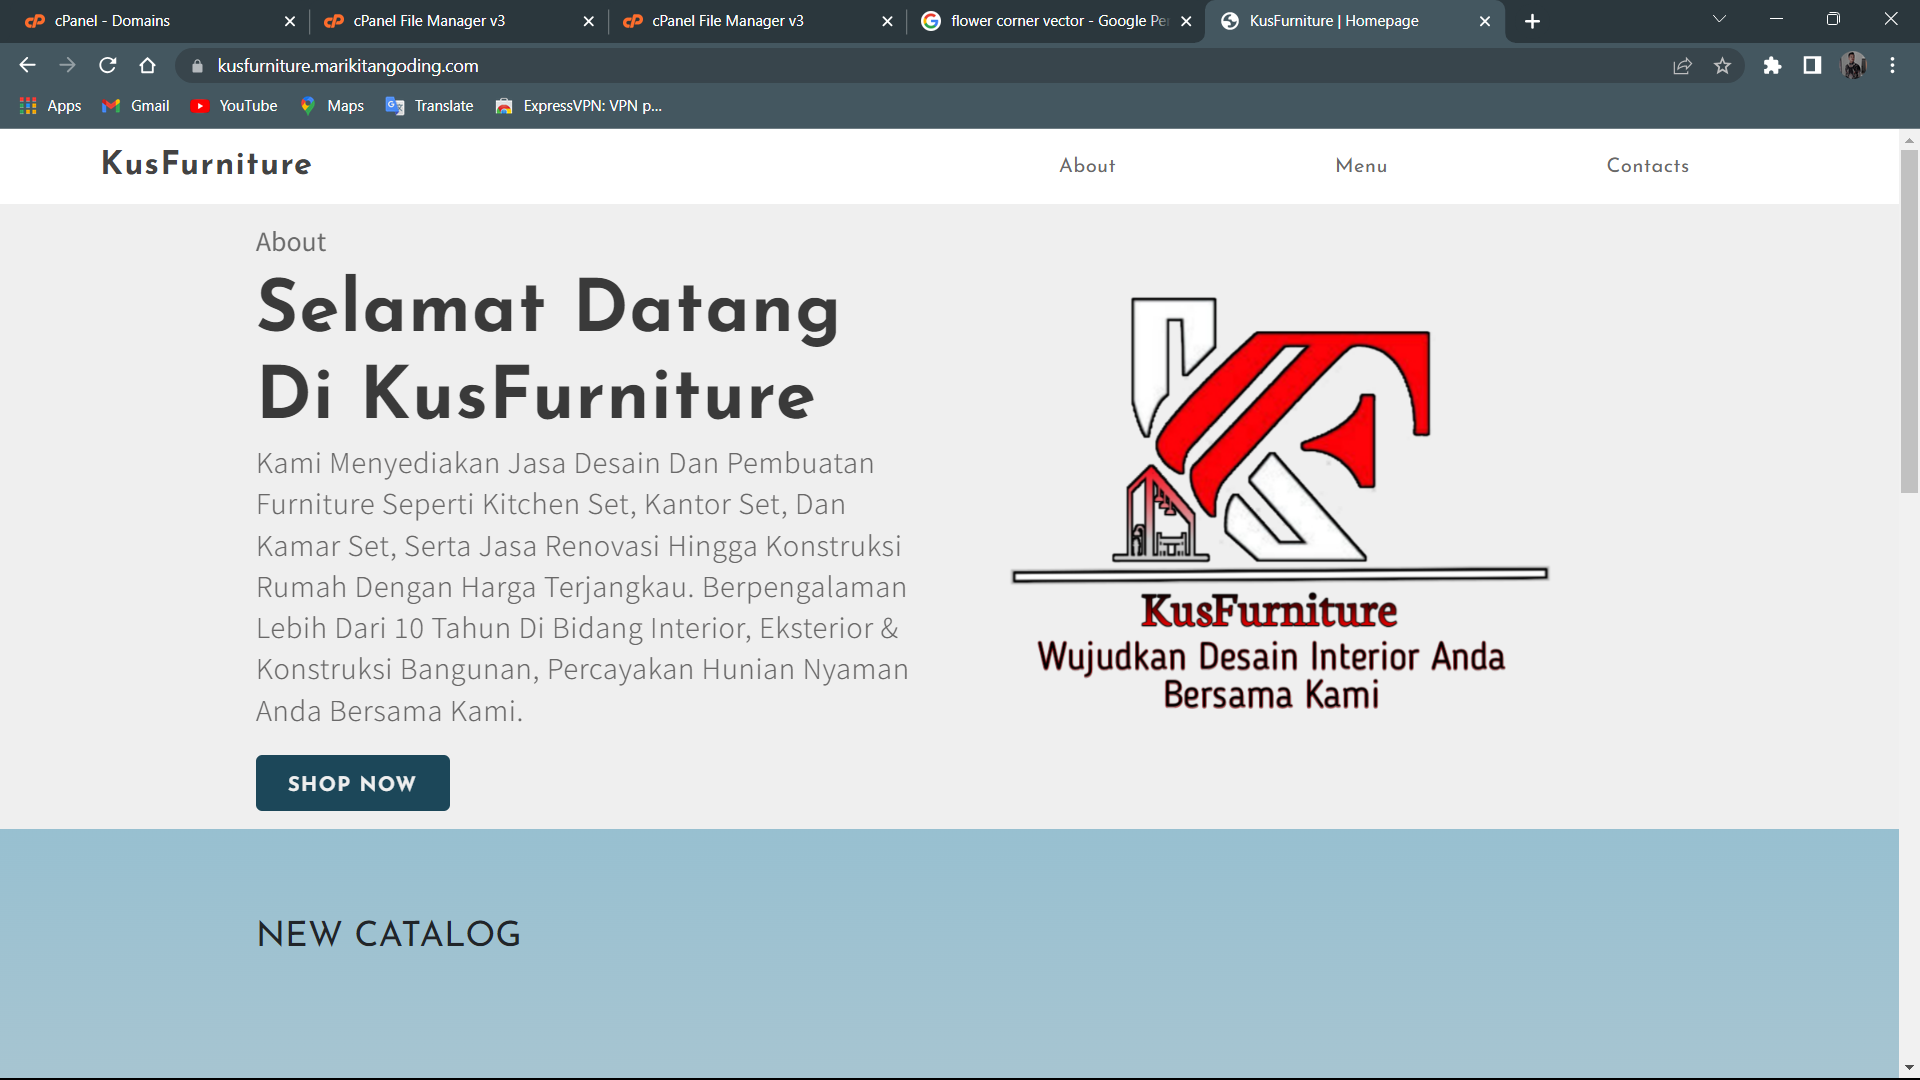 cPanel - Domains
cPanel File Manager v3
cPanel File Manager v3
flower corner vector - Google Pe
KusFurniture | Homepage
kusfurniture.marikitangoding.com
Apps
Gmail
YouTube
Maps
Translate
ExpressVPN: VPN p...
KusFurniture
About
Menu
Contacts
About
Selamat Datang
Di KusFurniture
Kami Menyediakan Jasa Desain Dan Pembuatan
Furniture Seperti Kitchen Set, Kantor Set, Dan
Kamar Set, Serta Jasa Renovasi Hingga Konstruksi
Rumah Dengan Harga Terjangkau. Berpengalaman
Lebih Dari 10 Tahun Di Bidang Interior, Eksterior &
Konstruksi Bangunan, Percayakan Hunian Nyaman
Anda Bersama Kami.
SHOP NOW
KusFurniture
Wujudkan Desain Interior Anda
Bersama Kami
NEW CATALOG